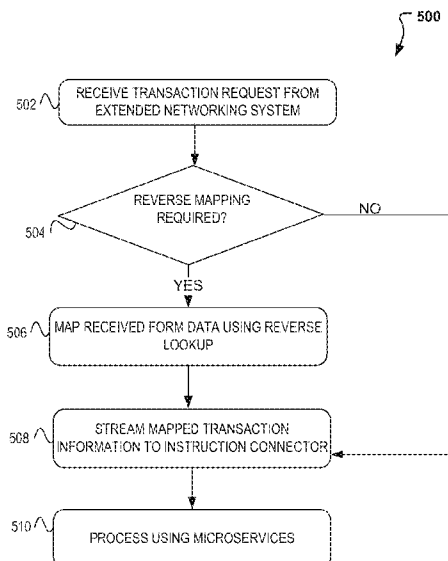 500
502
RECEIVE TRANSACTION REQUEST FROM
EXTENDED NETWORKING SYSTEM
REVERSE MAPPING
REQUIRED?
504
NO
YES
506
MAP RECEIVED FORM DATA USING REVERSE
LOOKUP
508
STREAM MAPPED TRANSACTION
INFORMATION TO INSTRUCTION CONNECTOR
510
PROCESS USING MICROSERVICES